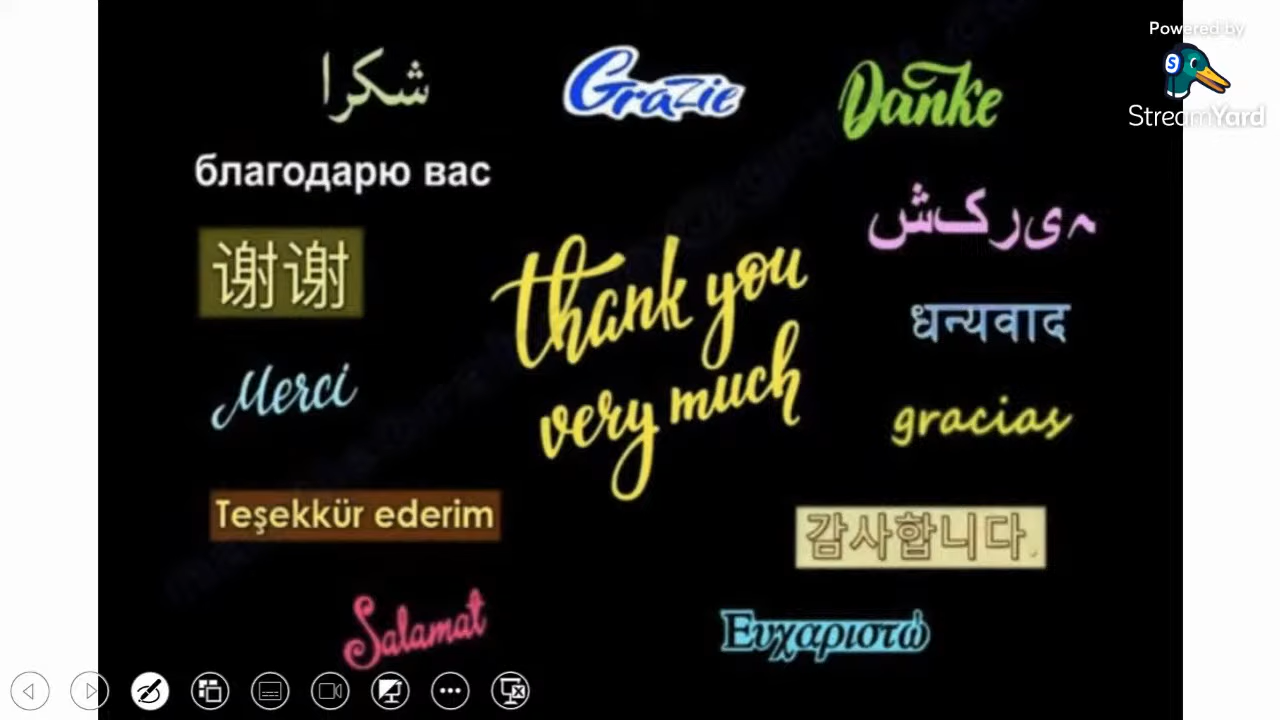 Powered by
StreamYard
شكرا
Grazie
Danke
благодарю вас
شکریہ
谢谢
thank you
very much
धन्यवाद
Merci
gracias
Teşekkür ederim
감사합니다.
Salamat
Ευχαριστώ